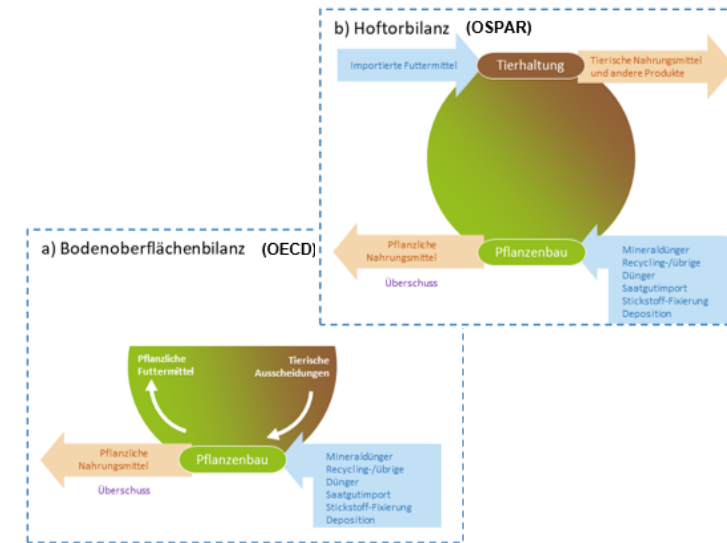 b) Hoftorbilanz (OSPAR)
Importierte Futtermittel
Tierhaltung
Tierische Nahrungsmittel
und andere Produkte
Pflanzliche
Nahrungsmittel
Überschuss
Pflanzenbau
Mineraldünger
Recycling-/übrige
Dünger
Saatgutimport
Stickstoff-Fixierung
Deposition
a) Bodenoberflächenbilanz (OECD)
Pflanzliche
Futtermittel
Tierische
Ausscheidungen
Pflanzliche
Nahrungsmittel
Überschuss
Pflanzenbau
Mineraldünger
Recycling-/übrige
Dünger
Saatgutimport
Stickstoff-Fixierung
Deposition